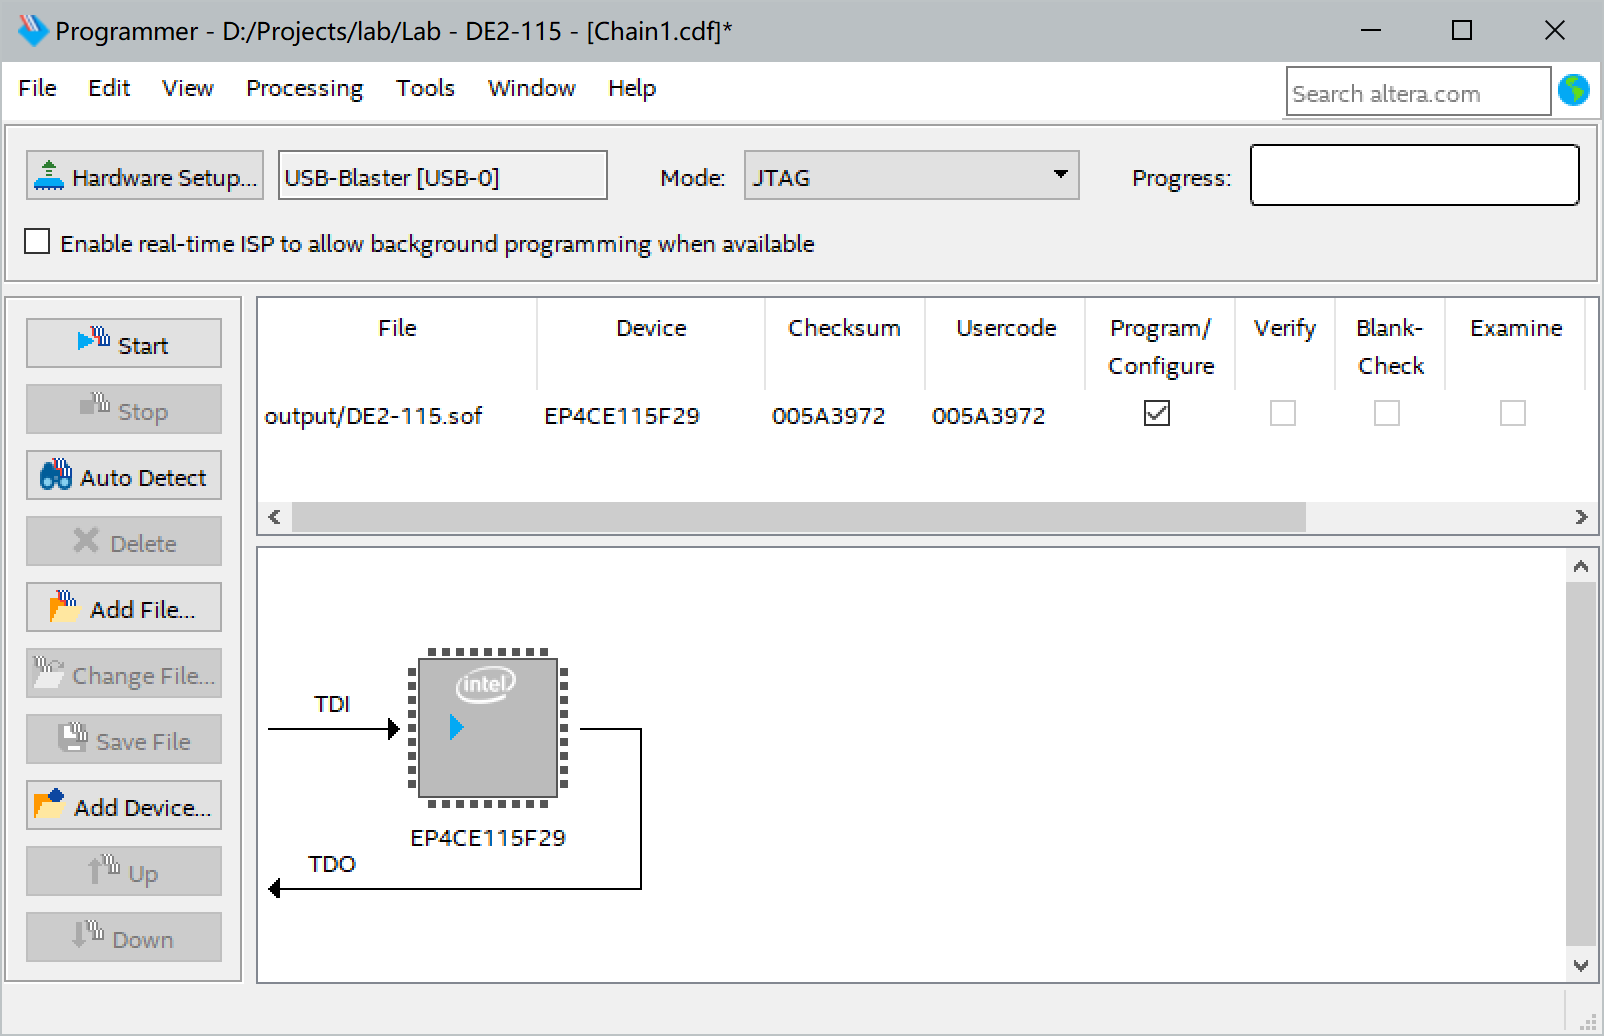 Programmer - D:/Projects/lab/Lab - DE2-115 - [Chain1.cdf]*
File Edit View Processing Tools Window Help
Search altera.com
Hardware Setup... USB-Blaster [USB-0] Mode: JTAG Progress:
Enable real-time ISP to allow background programming when available
Start
Stop
Auto Detect
Delete
Add File...
Change File...
Save File
Add Device...
Up
Down
File Device Checksum Usercode Program/ Verify Blank- Examine
Configure Check
output/DE2-115.sof EP4CE115F29 005A3972 005A3972
intel
TDI
EP4CE115F29
TDO